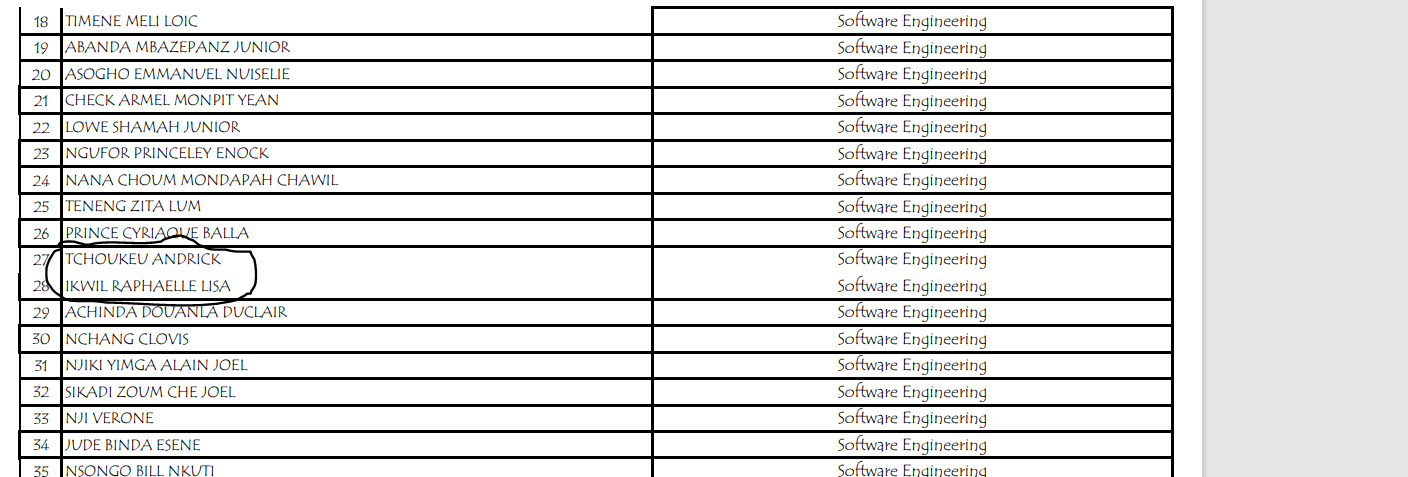 18 TIMENE MELI LOIC Software Engineering
19 ABANDA MBAZEPANZ JUNIOR Software Engineering
20 ASOGHO EMMANUEL NUISELIE Software Engineering
21 CHECK ARMEL MONPIT YEAN Software Engineering
22 LOWE SHAMAH JUNIOR Software Engineering
23 NGUFOR PRINCELEY ENOCK Software Engineering
24 NANA CHOUM MONDAPAH CHAWIL Software Engineering
25 TENENG ZITA LUM Software Engineering
26 PRINCE CYRIAQUE BALLA Software Engineering
27 TCHOUKEU ANDRICK Software Engineering
28 IKWIL RAPHAELLE LISA Software Engineering
29 ACHINDA DOUANLA DUCLAIR Software Engineering
30 NCHANG CLOVIS Software Engineering
31 NJIKI YIMGA ALAIN JOEL Software Engineering
32 SIKADI ZOUM CHE JOEL Software Engineering
33 NJI VERONE Software Engineering
34 JUDE BINDA ESENE Software Engineering
35 NSONGO BILL NKUTI Software Engineering